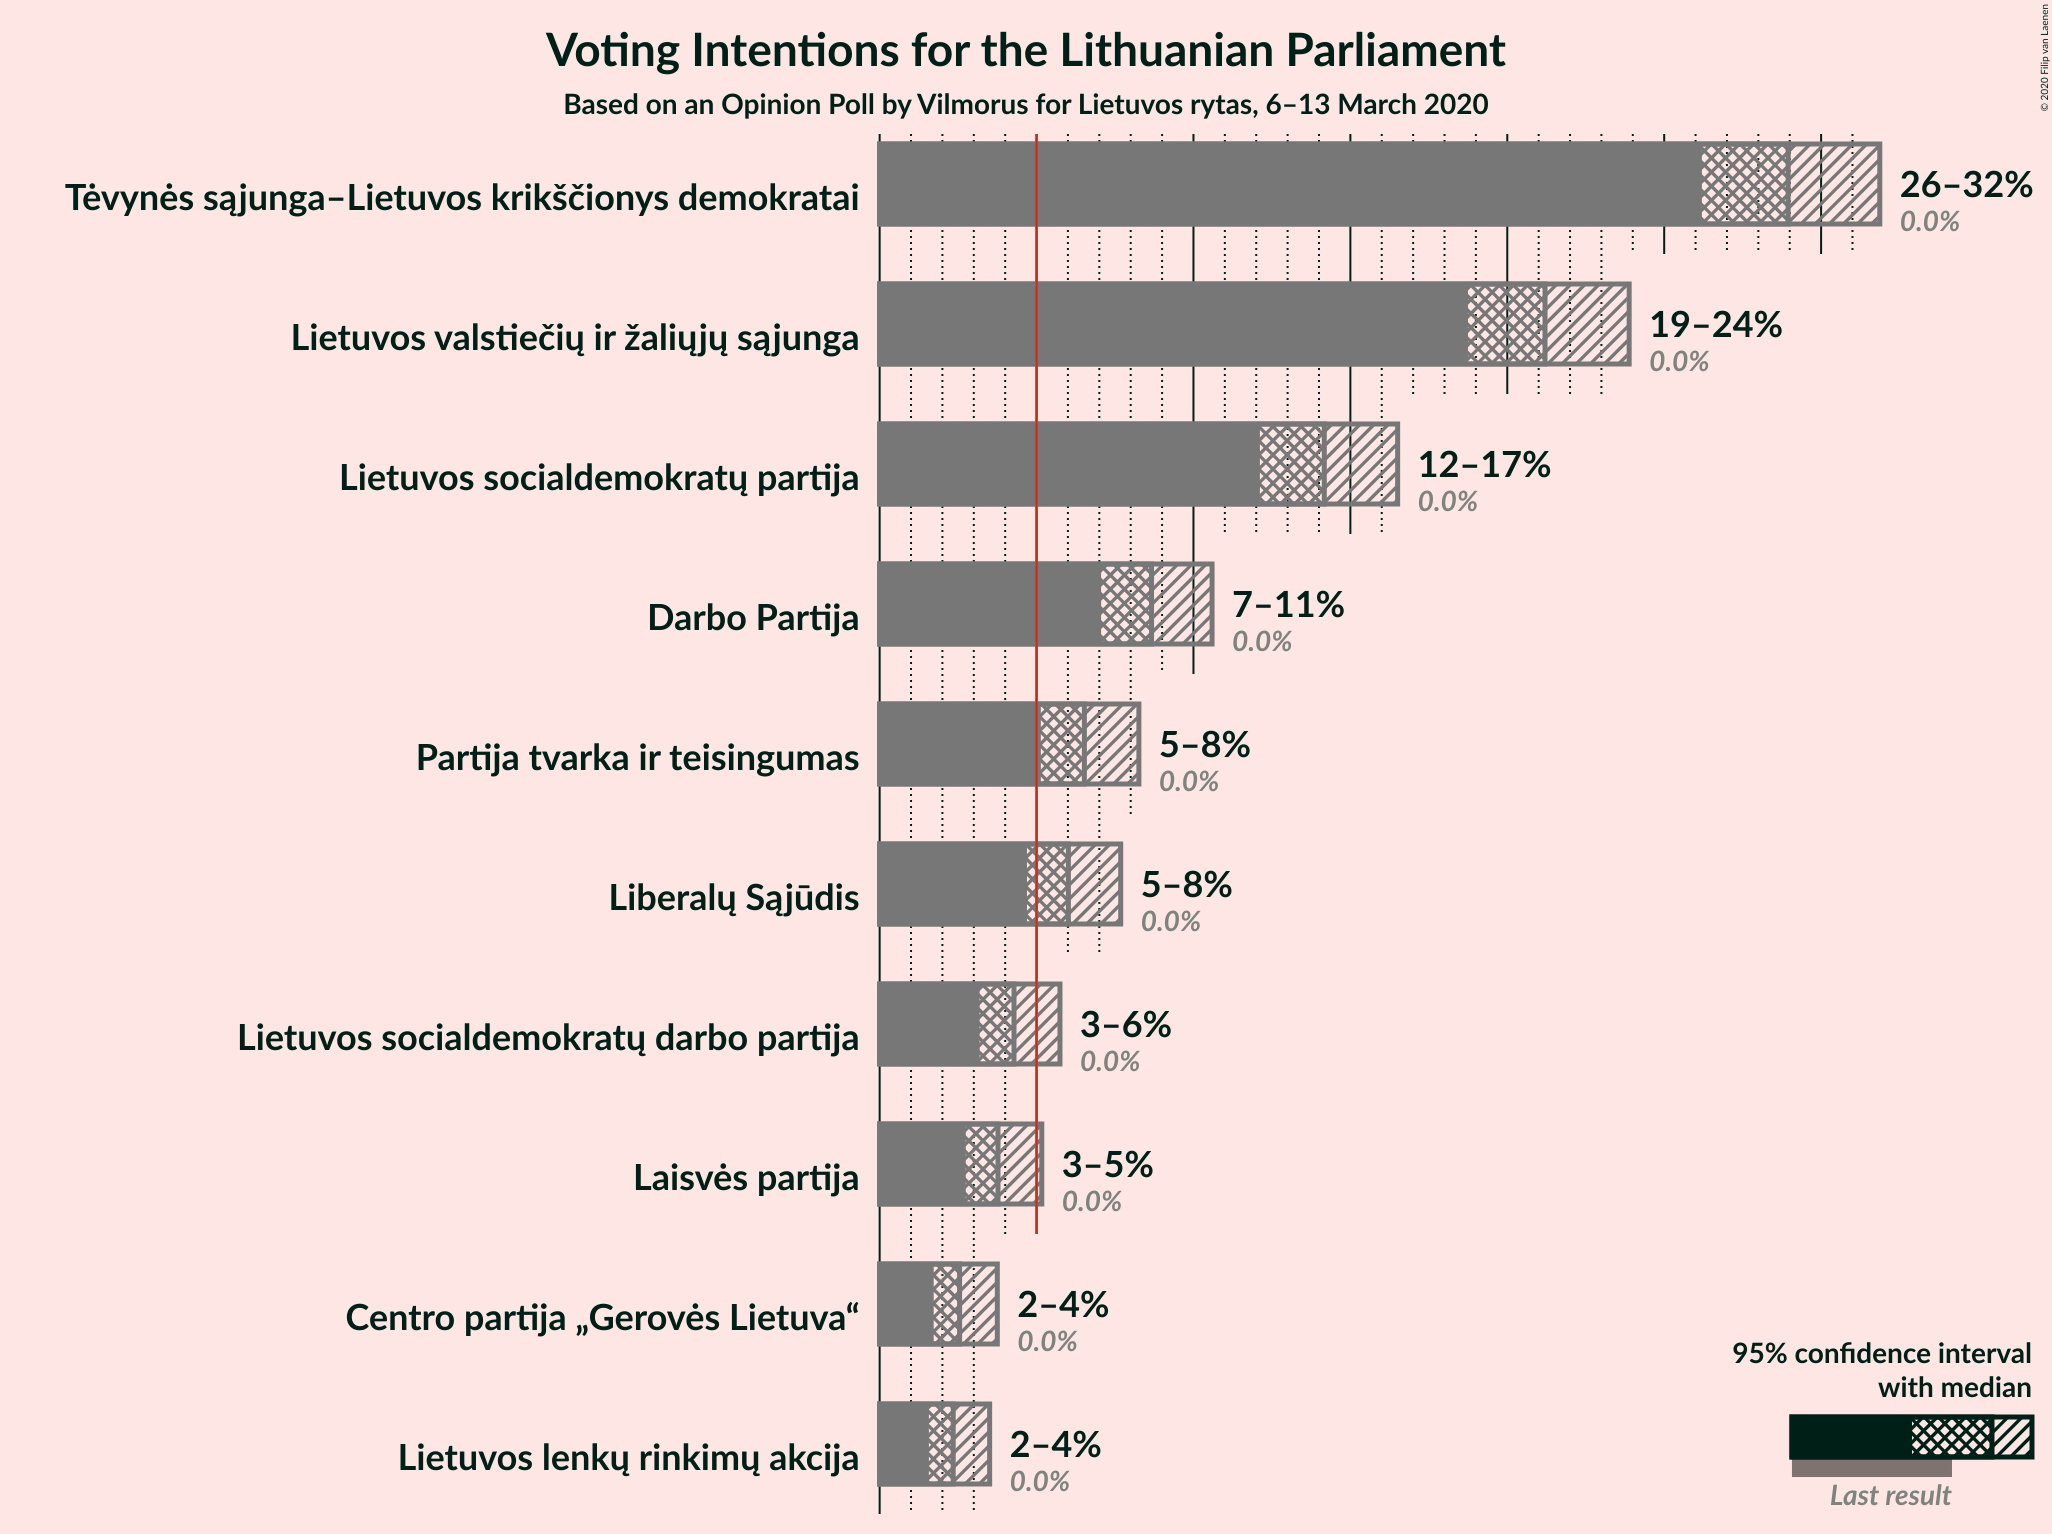 Voting Intentions for the Lithuanian Parliament
Based on an Opinion Poll by Vilmorus for Lietuvos rytas, 6–13 March 2020
© 2020 Filip van Laenen
Tėvynės sąjunga–Lietuvos krikščionys demokratai
26–32%
0.0%
Lietuvos valstiečių ir žaliųjų sąjunga
19–24%
0.0%
Lietuvos socialdemokratų partija
12–17%
0.0%
Darbo Partija
7–11%
0.0%
Partija tvarka ir teisingumas
5–8%
0.0%
Liberalų Sąjūdis
5–8%
0.0%
Lietuvos socialdemokratų darbo partija
3–6%
0.0%
Laisvės partija
3–5%
0.0%
Centro partija „Gerovės Lietuva“
2–4%
0.0%
Lietuvos lenkų rinkimų akcija
2–4%
0.0%
95% confidence interval
with median
Last result